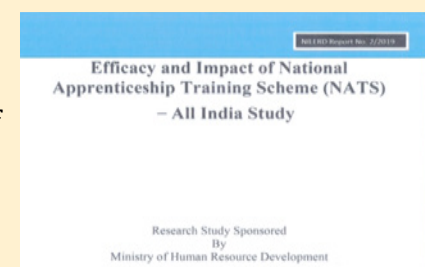 NILERD Report No. 7/2019
Efficacy and Impact of National
Apprenticeship Training Scheme (NATS)
– All India Study
Research Study Sponsored
By
Ministry of Human Resource Development